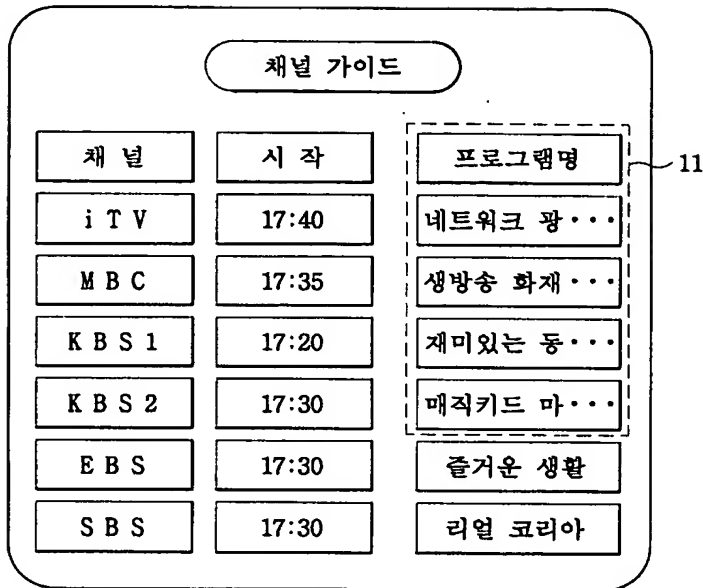 채널 가이드
채 널 시 작 프로그램명 11
i T V 17:40 네트워크 광···
M B C 17:35 생방송 화재···
K B S 1 17:20 재미있는 동···
K B S 2 17:30 매직키드 마···
E B S 17:30 즐거운 생활
S B S 17:30 리얼 코리아